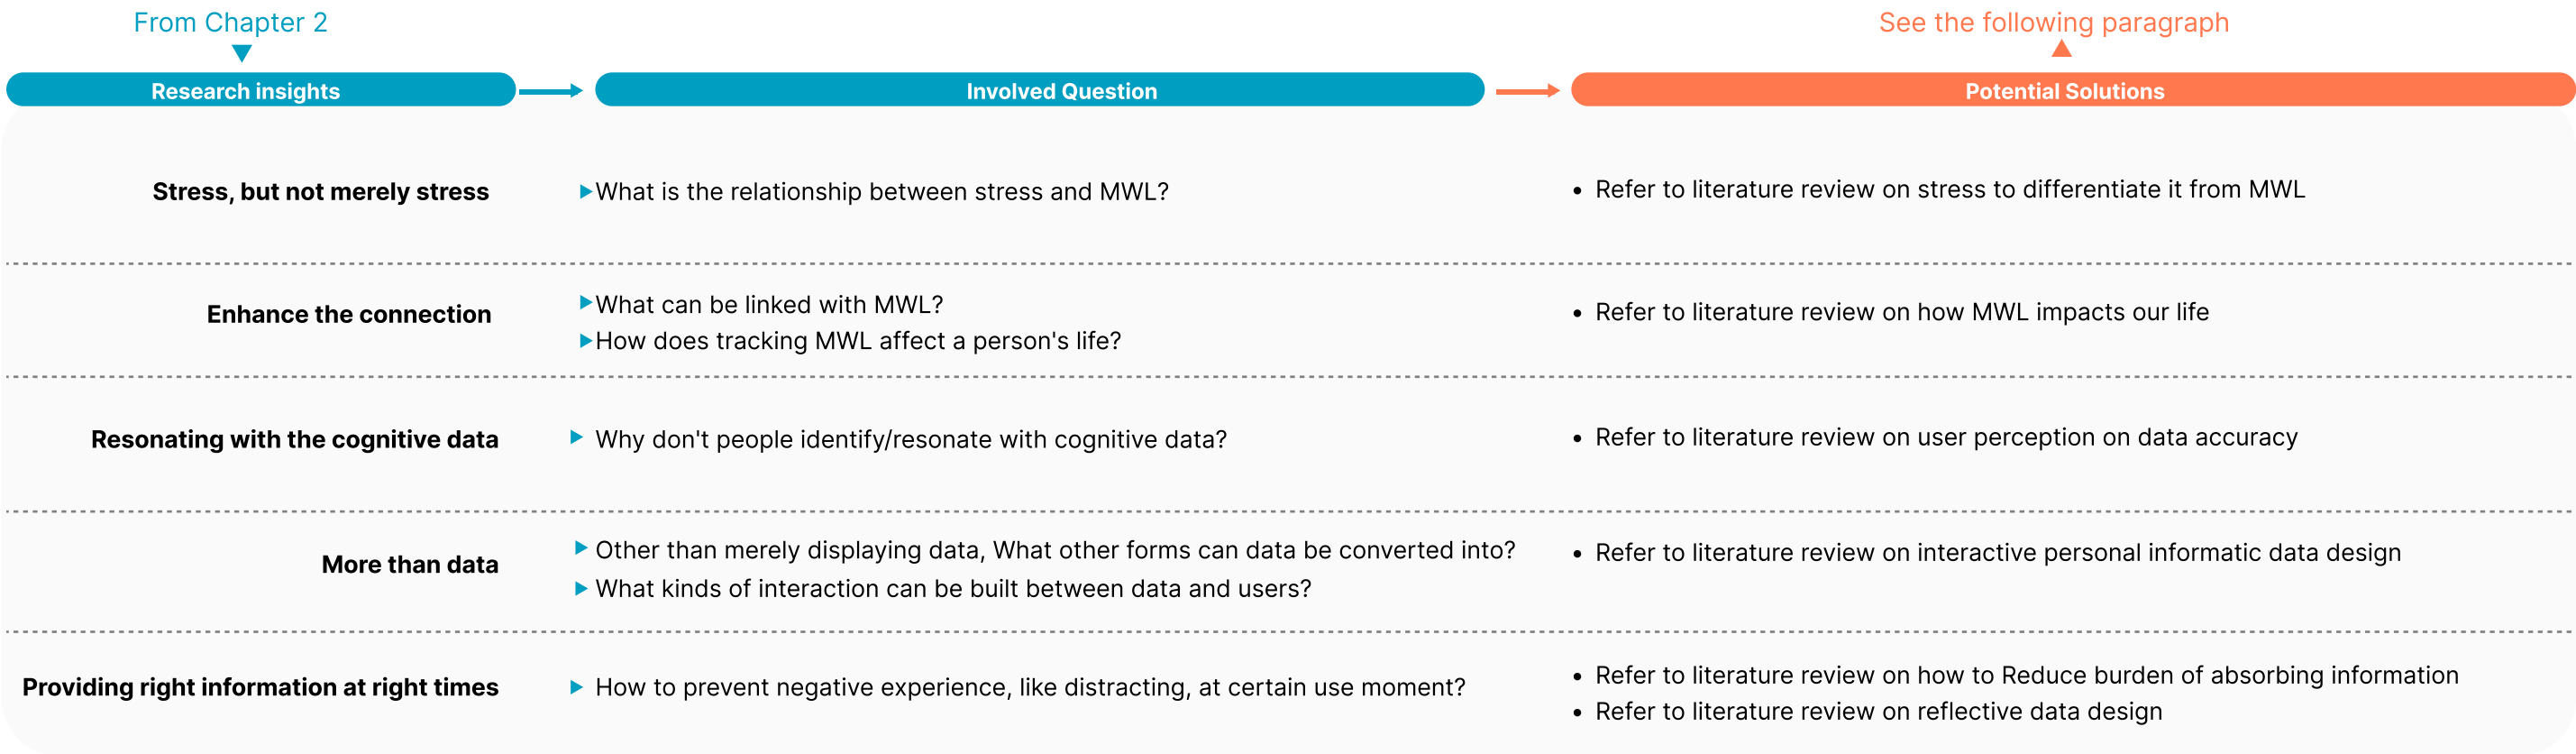 From Chapter 2
See the following paragraph
Research insights
Involved Question
Potential Solutions
Stress, but not merely stress
What is the relationship between stress and MWL?
Refer to literature review on stress to differentiate it from MWL
Enhance the connection
What can be linked with MWL?
How does tracking MWL affect a person's life?
Refer to literature review on how MWL impacts our life
Resonating with the cognitive data
Why don't people identify/resonate with cognitive data?
Refer to literature review on user perception on data accuracy
More than data
Other than merely displaying data, What other forms can data be converted into?
What kinds of interaction can be built between data and users?
Refer to literature review on interactive personal informatic data design
Providing right information at right times
How to prevent negative experience, like distracting, at certain use moment?
Refer to literature review on how to Reduce burden of absorbing information
Refer to literature review on reflective data design